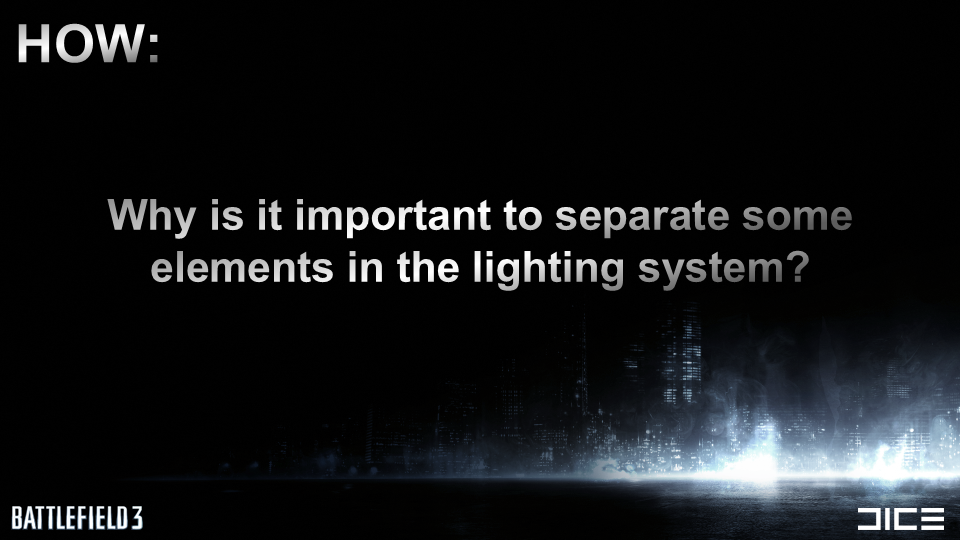 HOW:
Why is it important to separate some
elements in the lighting system?
BATTLEFIELD 3
DICE